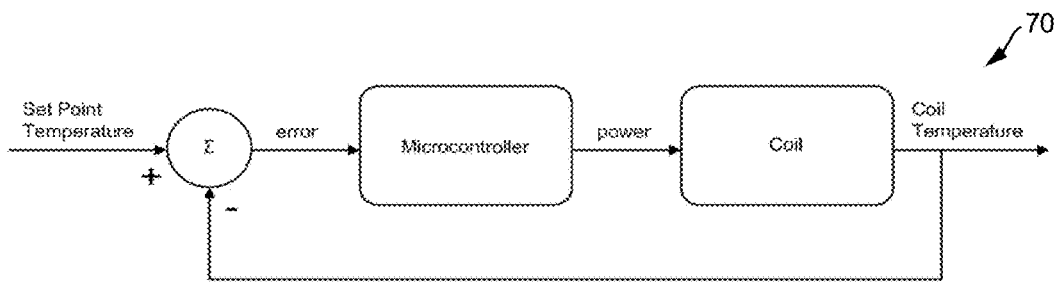 70
Set Point
Temperature
+
Σ
error
Microcontroller
power
Coil
Coil
Temperature
-